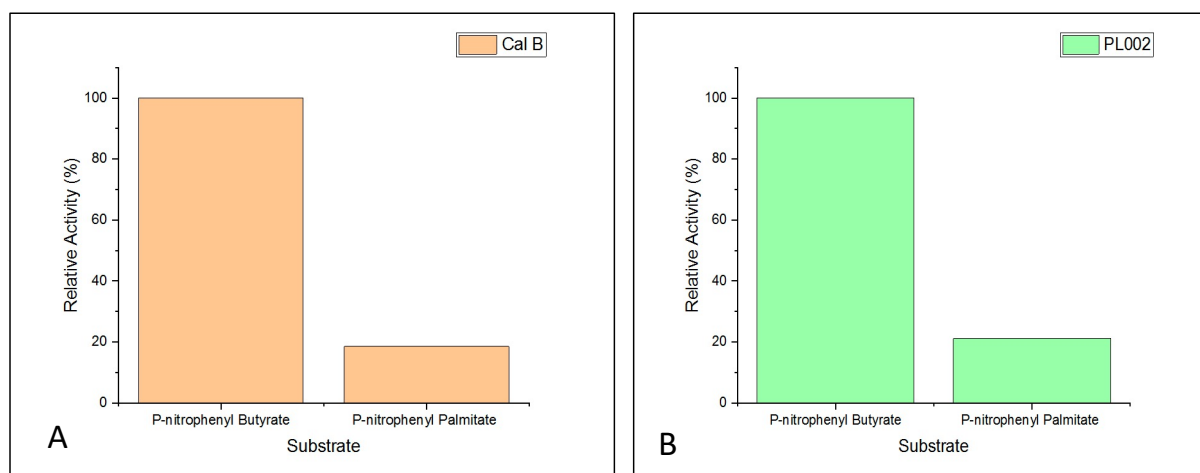 Cal B
Relative Activity (%)
100
80
60
40
20
0
P-nitrophenyl Butyrate
P-nitrophenyl Palmitate
Substrate
A
PL002
Relative Activity (%)
100
80
60
40
20
0
P-nitrophenyl Butyrate
P-nitrophenyl Palmitate
Substrate
B